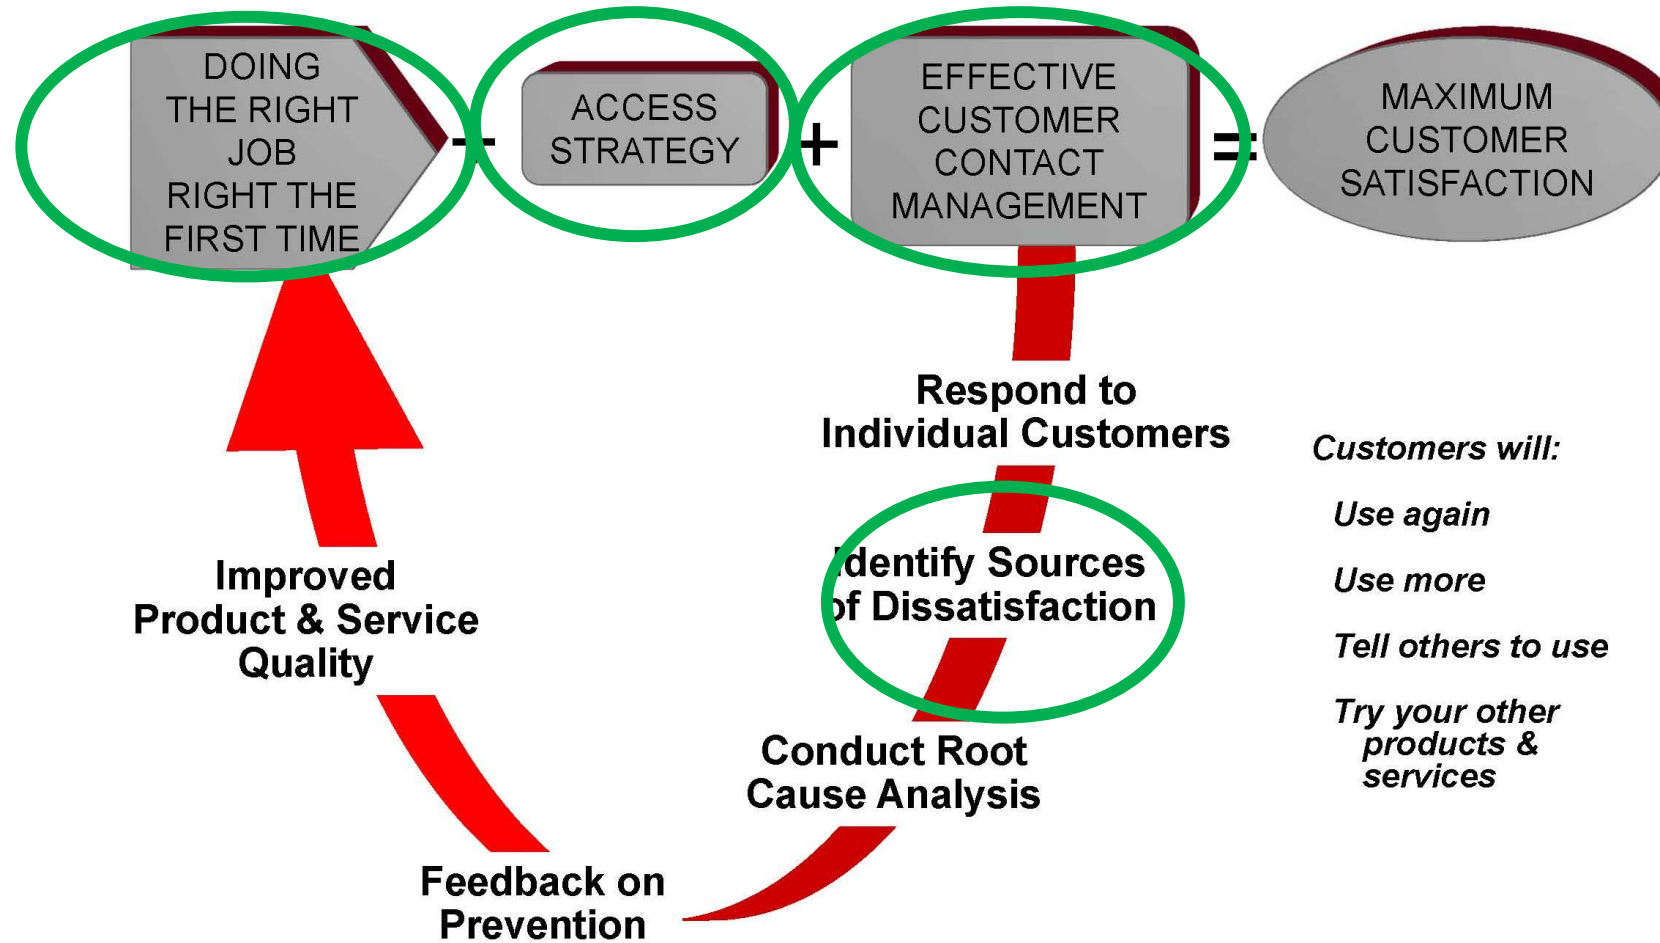 DOING
THE RIGHT
JOB
RIGHT THE
FIRST TIME
+
ACCESS
STRATEGY
+
EFFECTIVE
CUSTOMER
CONTACT
MANAGEMENT
=
MAXIMUM
CUSTOMER
SATISFACTION
Respond to
Individual Customers
Identify Sources
of Dissatisfaction
Conduct Root
Cause Analysis
Feedback on
Prevention
Improved
Product & Service
Quality
Customers will:
Use again
Use more
Tell others to use
Try your other
products &
services